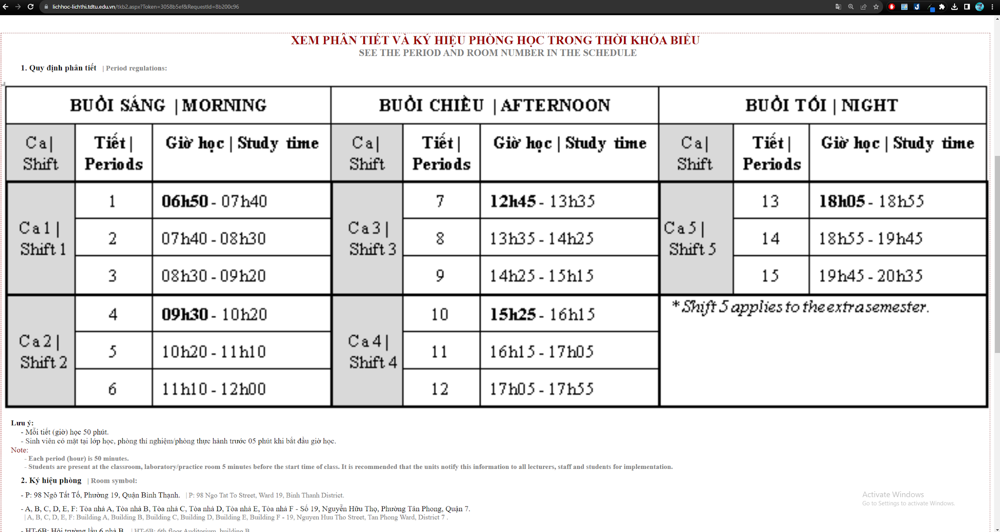 lichhoc-lichthi.tdtu.edu.vn/tkb2.aspx?Token=3058b5ef&RequestId=8b200c96
XEM PHÂN TIẾT VÀ KÝ HIỆU PHÒNG HỌC TRONG THỜI KHÓA BIỂU
SEE THE PERIOD AND ROOM NUMBER IN THE SCHEDULE
1. Quy định phân tiết | Period regulations:
BUỔI SÁNG | MORNING BUỔI CHIỀU | AFTERNOON BUỔI TỐI | NIGHT
Ca| Tiết | Giờ học | Study time Ca| Tiết | Giờ học | Study time Ca| Tiết | Giờ học | Study time
Shift Periods Shift Periods Shift Periods
1 06h50 - 07h40 7 12h45 - 13h35 13 18h05 - 18h55
Ca 1 | Ca 3 | Ca 5 |
2 07h40 - 08h30 8 13h35 - 14h25 14 18h55 - 19h45
Shift 1 Shift 3 Shift 5
3 08h30 - 09h20 9 14h25 - 15h15 15 19h45 - 20h35
4 09h30 - 10h20 10 15h25 - 16h15 * Shift 5 applies to the extra semester.
Ca 2 | Ca 4 |
5 10h20 - 11h10 11 16h15 - 17h05
Shift 2 Shift 4
6 11h10 - 12h00 12 17h05 - 17h55
Lưu ý:
- Mỗi tiết (giờ) học 50 phút.
- Sinh viên có mặt tại lớp học, phòng thí nghiệm/phòng thực hành trước 05 phút khi bắt đầu giờ học.
Note:
- Each period (hour) is 50 minutes.
- Students are present at the classroom, laboratory/practice room 5 minutes before the start time of class. It is recommended that the units notify this information to all lecturers, staff and students for implementation.
2. Ký hiệu phòng | Room symbol:
- P: 98 Ngô Tất Tố, Phường 19, Quận Bình Thạnh. | P: 98 Ngo Tat To Street, Ward 19, Binh Thanh District.
Activate Windows
Go to Settings to activate Windows.
- A, B, C, D, E, F: Tòa nhà A, Tòa nhà B, Tòa nhà C, Tòa nhà D, Tòa nhà E, Tòa nhà F - Số 19, Nguyễn Hữu Thọ, Phường Tân Phong, Quận 7.
| A, B, C, D, E, F: Building A, Building B, Building C, Building D, Building E, Building F - 19, Nguyen Huu Tho Street, Tan Phong Ward, District 7 .
- HT-6B: Hội trường lầu 6 nhà B | HT-6B: 6th floor Auditorium, building B